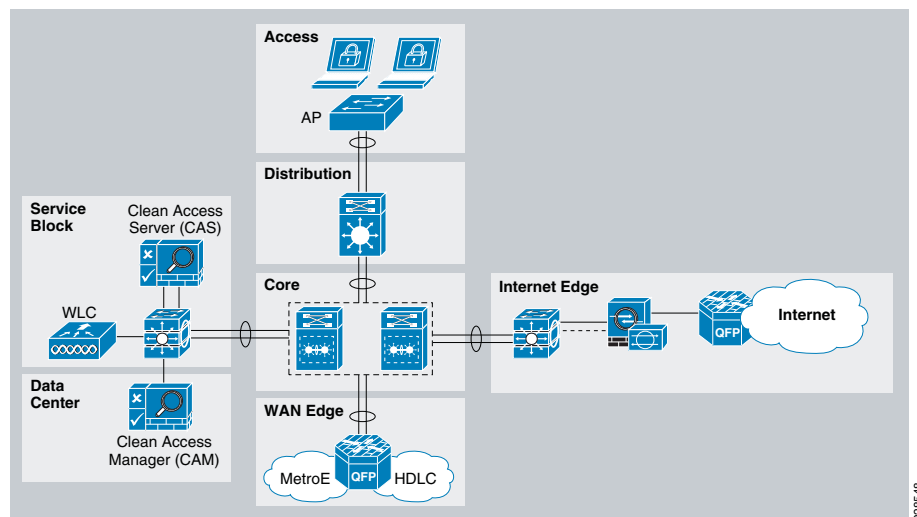 Access
AP
Distribution
Service
Block
Clean Access
Server (CAS)
WLC
Core
Internet Edge
Internet
QFP
Data
Center
Clean Access
Manager (CAM)
WAN Edge
MetroE
QFP
HDLC